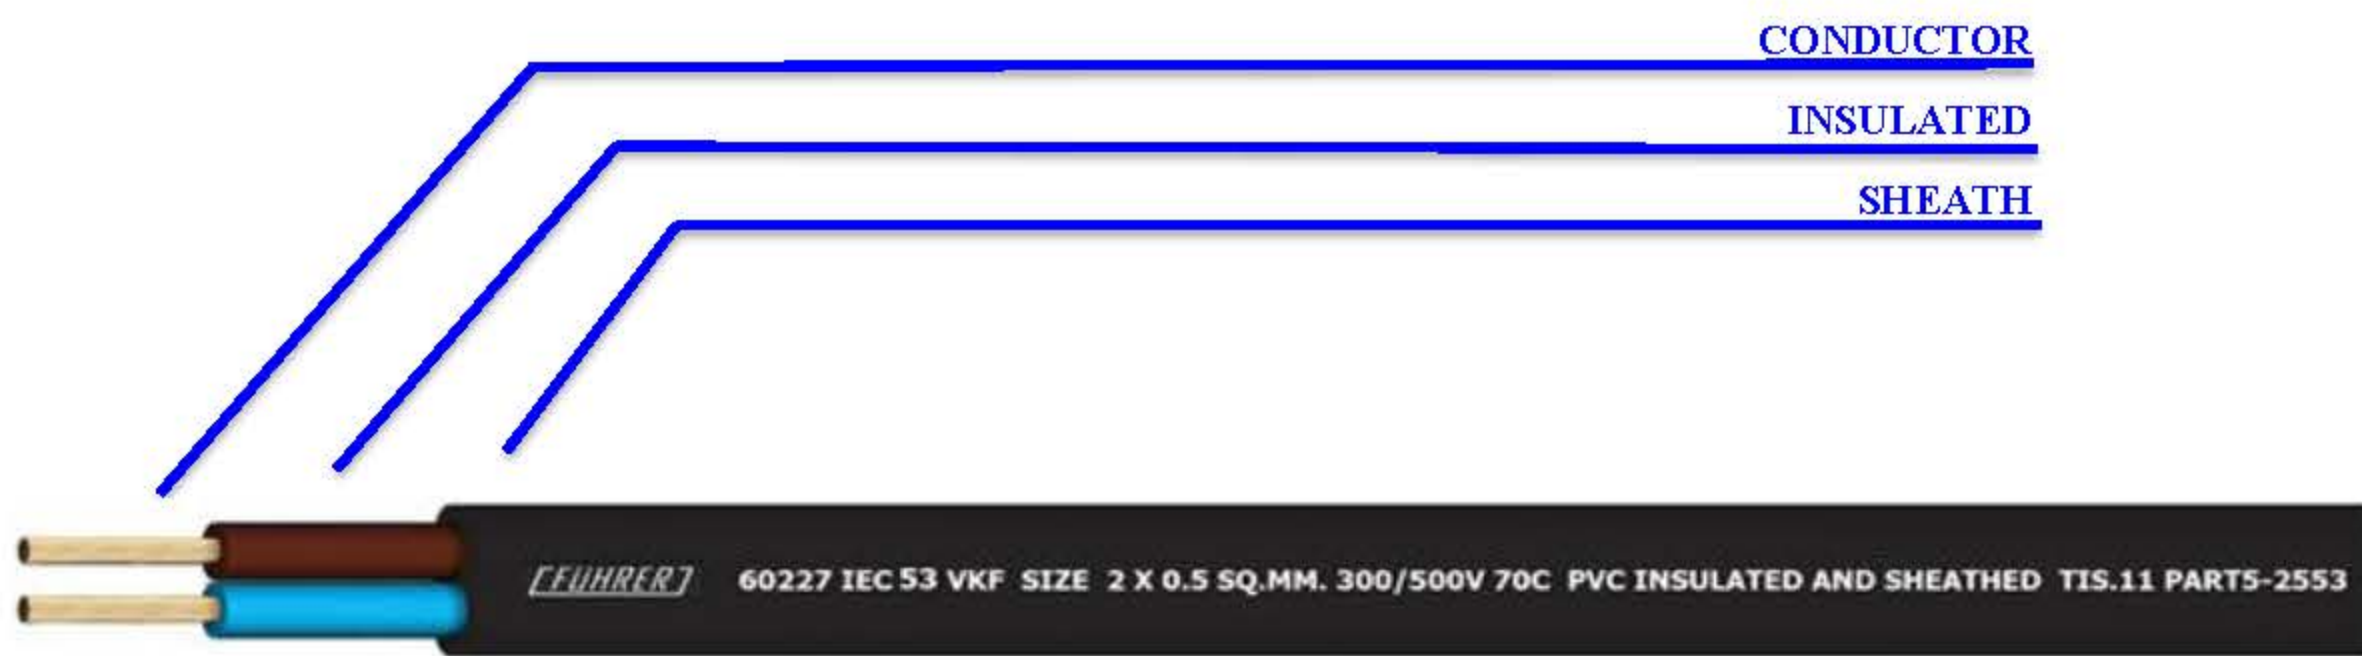 CONDUCTOR
INSULATED
SHEATH
[FÜHRER] 60227 IEC 53 VKF SIZE 2 X 0.5 SQ.MM. 300/500V 70C PVC INSULATED AND SHEATHED TIS.11 PART5-2553